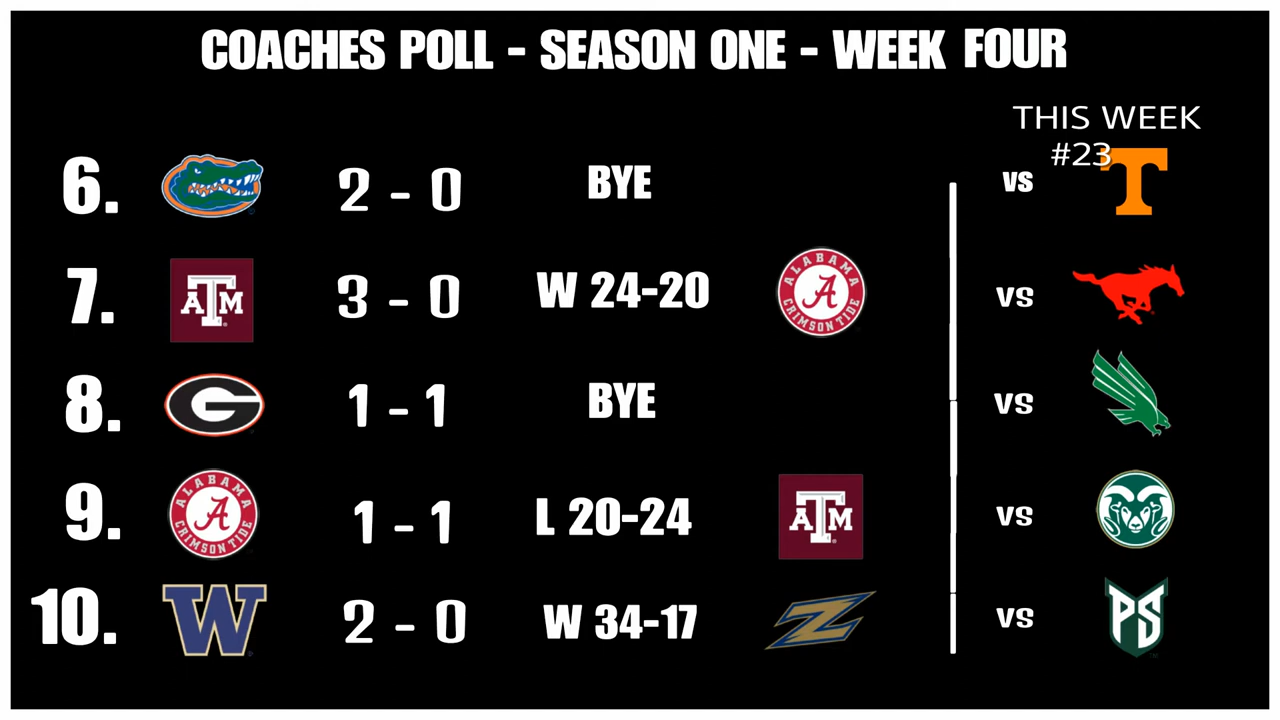 COACHES POLL - SEASON ONE - WEEK FOUR
THIS WEEK
6. 2 - 0 BYE vs #23 T
7. ATM 3 - 0 W 24-20 ALABAMA A CRIMSON TIDE vs
8. G 1 - 1 BYE vs
9. ALABAMA A CRIMSON TIDE 1 - 1 L 20-24 ATM vs
10. W 2 - 0 W 34-17 Z vs PS